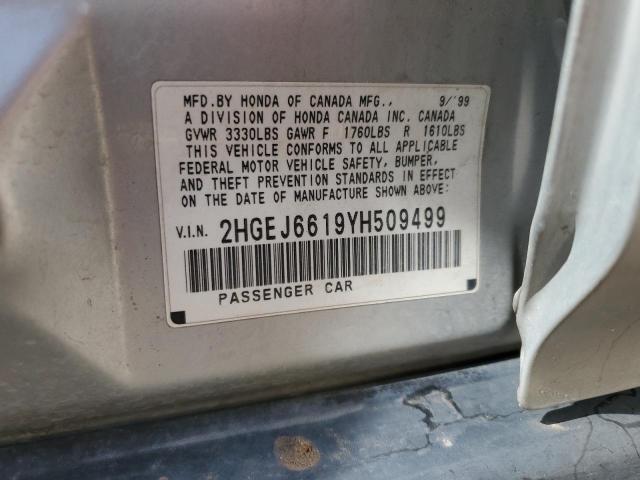 MFD.BY HONDA OF CANADA MFG., 9/'99
A DIVISION OF HONDA CANADA INC. CANADA
GVWR 3330LBS GAWR F 1760LBS R 1610LBS
THIS VEHICLE CONFORMS TO ALL APPLICABLE
FEDERAL MOTOR VEHICLE SAFETY, BUMPER,
AND THEFT PREVENTION STANDARDS IN EFFECT
ON THE DATE OF MANUFACTURE SHOWN ABOVE:
V.I.N. 2HGEJ6619YH509499
PASSENGER CAR